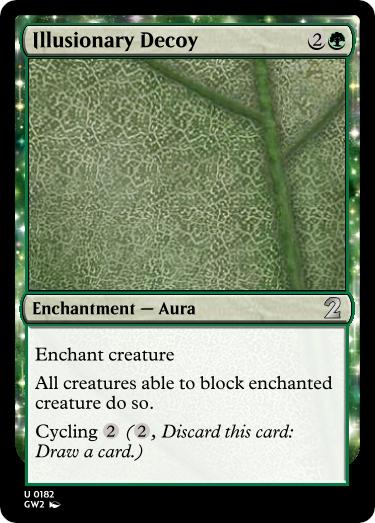 Illusionary Decoy 2
Enchantment — Aura 2
Enchant creature
All creatures able to block enchanted
creature do so.
Cycling 2 (2, Discard this card:
Draw a card.)
U 0182
GW2